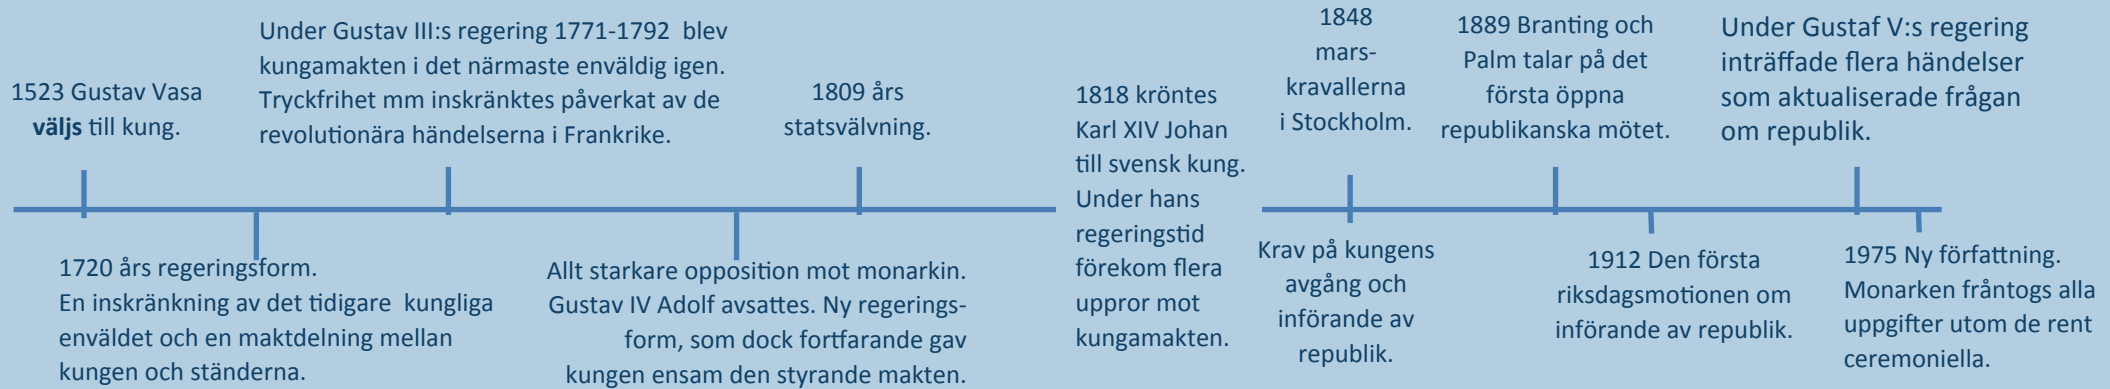 1523 Gustav Vasa
väljs till kung.
1720 års regeringsform.
En inskränkning av det tidigare kungliga
enväldet och en maktdelning mellan
kungen och ständerna.
Under Gustav III:s regering 1771-1792 blev
kungamakten i det närmaste enväldig igen.
Tryckfrihet mm inskränktes påverkat av de
revolutionära händelserna i Frankrike.
Allt starkare opposition mot monarkin.
Gustav IV Adolf avsattes. Ny regerings-
form, som dock fortfarande gav
kungen ensam den styrande makten.
1809 års
statsvälvning.
1818 kröntes
Karl XIV Johan
till svensk kung.
Under hans
regeringstid
förekom flera
uppror mot
kungamakten.
1848
mars-
kravallerna
i Stockholm.
Krav på kungens
avgång och
införande av
republik.
1889 Branting och
Palm talar på det
första öppna
republikanska mötet.
1912 Den första
riksdagsmotionen om
införande av republik.
Under Gustaf V:s regering
inträffade flera händelser
som aktualiserade frågan
om republik.
1975 Ny författning.
Monarken fråntogs alla
uppgifter utom de rent
ceremoniella.